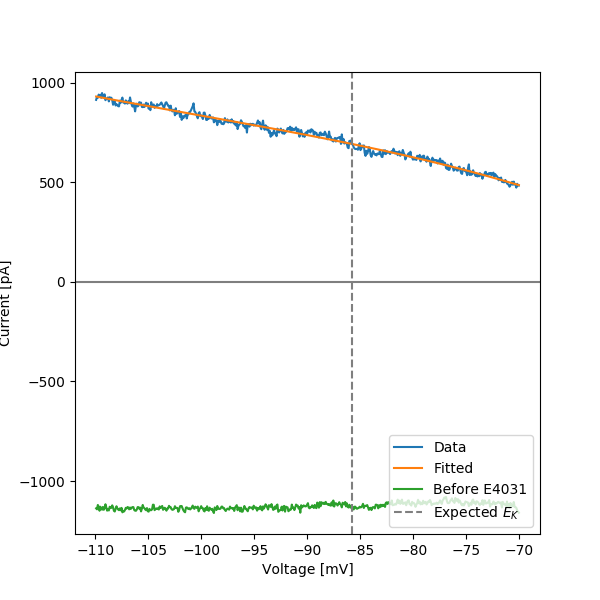 1000
500
0
−500
−1000
Current [pA]
Data
Fitted
Before E4031
Expected E_K
−110 −105 −100 −95 −90 −85 −80 −75 −70
Voltage [mV]